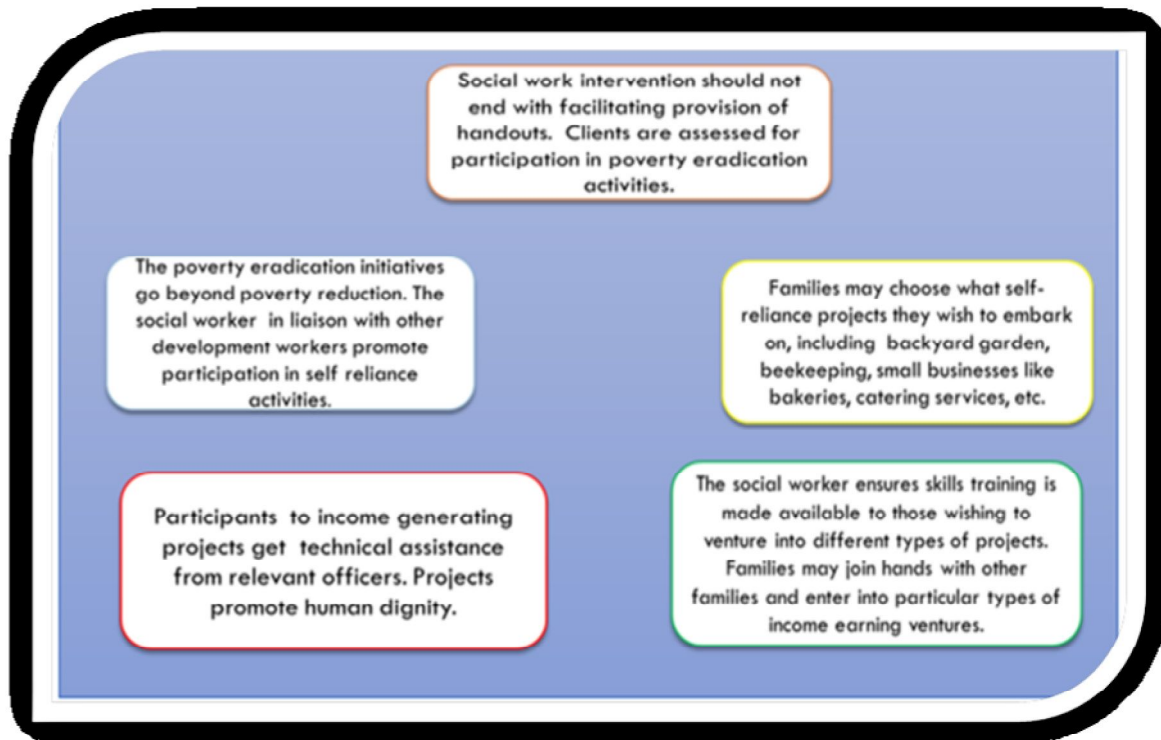 Social work intervention should not
end with facilitating provision of
handouts. Clients are assessed for
participation in poverty eradication
activities.
The poverty eradication initiatives
go beyond poverty reduction. The
social worker in liaison with other
development workers promote
participation in self reliance
activities.
Families may choose what self-
reliance projects they wish to embark
on, including backyard garden,
beekeeping, small businesses like
bakeries, catering services, etc.
Participants to income generating
projects get technical assistance
from relevant officers. Projects
promote human dignity.
The social worker ensures skills training is
made available to those wishing to
venture into different types of projects.
Families may join hands with other
families and enter into particular types of
income earning ventures.